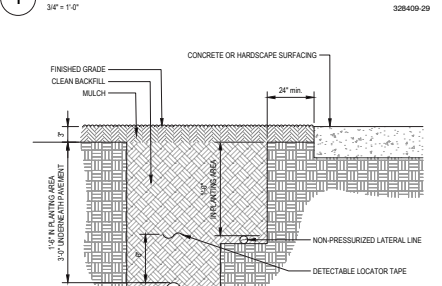 3/4" = 1'-0"
328409-29
CONCRETE OR HARDSCAPE SURFACING
FINISHED GRADE
CLEAN BACKFILL
MULCH
24" min.
3"
1'-6" IN PLANTING AREA
3'-0" UNDERNEATH PAVEMENT
1'-0"
IN PLANTING AREA
6"
NON-PRESSURIZED LATERAL LINE
DETECTABLE LOCATOR TAPE